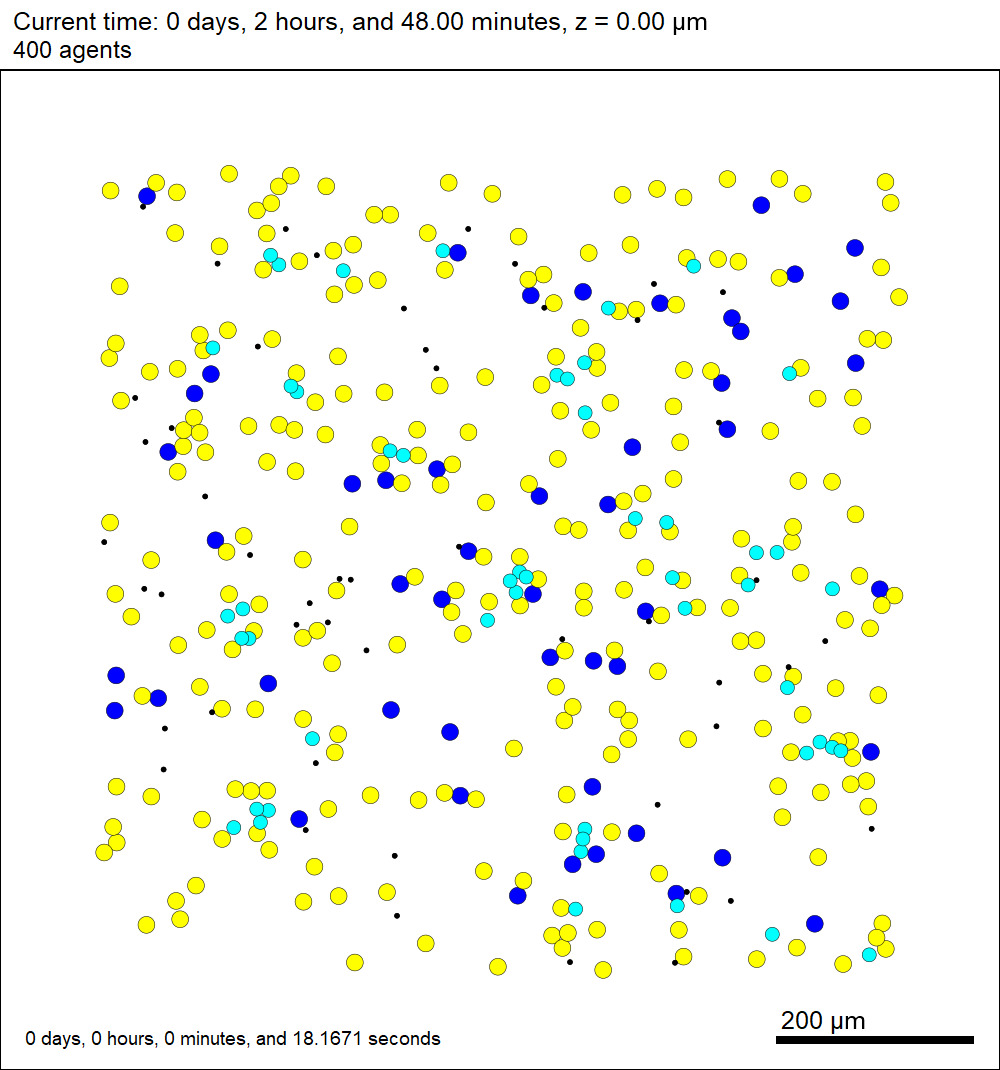 Current time: 0 days, 2 hours, and 48.00 minutes, z = 0.00 µm
400 agents
200 µm
0 days, 0 hours, 0 minutes, and 18.1671 seconds